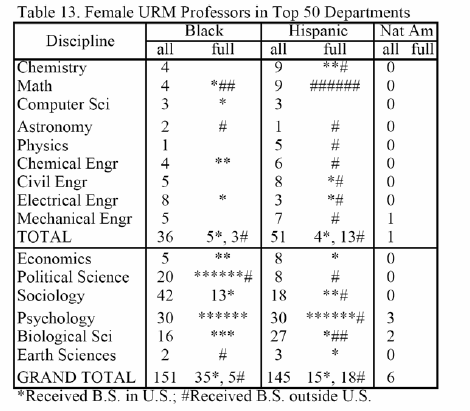 Table 13. Female URM Professors in Top 50 Departments
Discipline Black Hispanic Nat Am
all full all full all full
Chemistry 4 9 **# 0
Math 4 *## 9 ###### 0
Computer Sci 3 * 3 0
Astronomy 2 # 1 # 0
Physics 1 5 # 0
Chemical Engr 4 ** 6 # 0
Civil Engr 5 8 *# 0
Electrical Engr 8 * 3 *# 0
Mechanical Engr 5 7 # 1
TOTAL 36 5*, 3# 51 4*, 13# 1
Economics 5 ** 8 * 0
Political Science 20 ******# 8 # 0
Sociology 42 13* 18 **# 0
Psychology 30 ****** 30 ******# 3
Biological Sci 16 *** 27 *## 2
Earth Sciences 2 # 3 * 0
GRAND TOTAL 151 35*, 5# 145 15*, 18# 6
*Received B.S. in U.S.; #Received B.S. outside U.S.